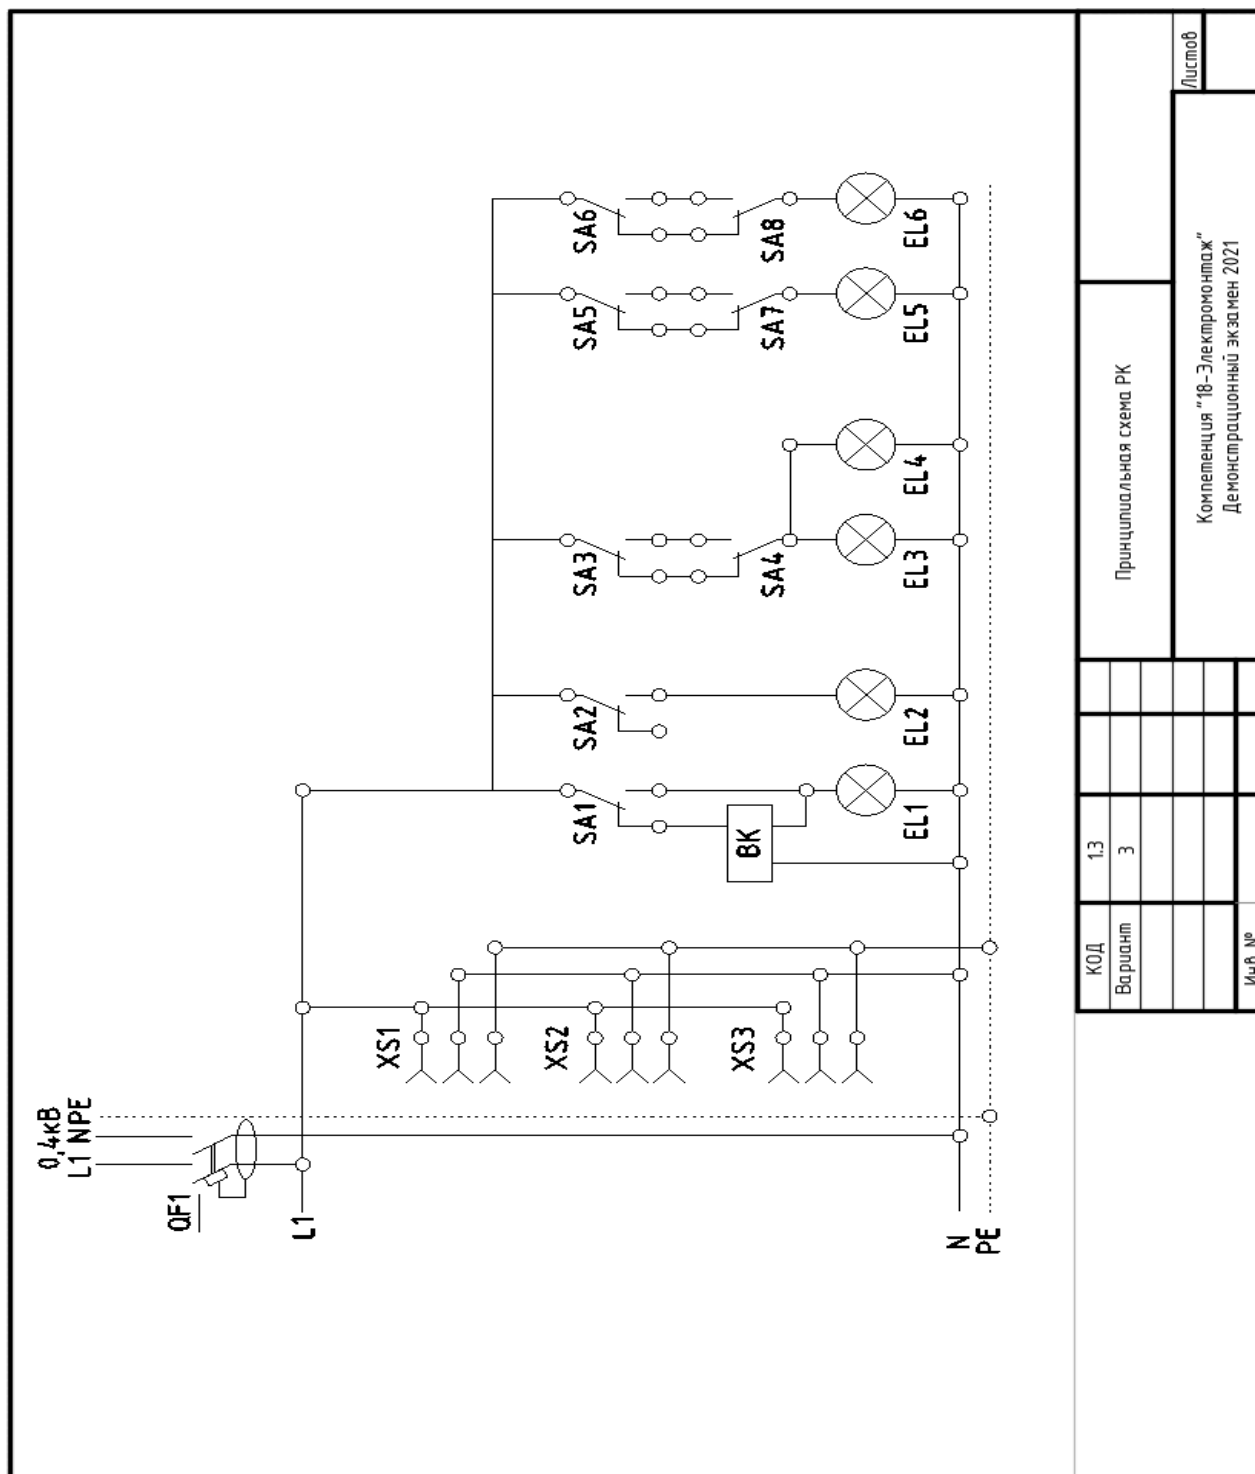 0,4кВ
L1 NPE
QF1
L1
XS1
XS2
XS3
SA1
SA2
SA3
SA5
SA6
BK
SA4
SA7
SA8
EL1
EL2
EL3
EL4
EL5
EL6
N
PE
КОД 1.3
Вариант 3
Принципиальная схема РК
Листов
Компетенция "18-Электромонтаж"
Демонстрационный экзамен 2021
Инв. №